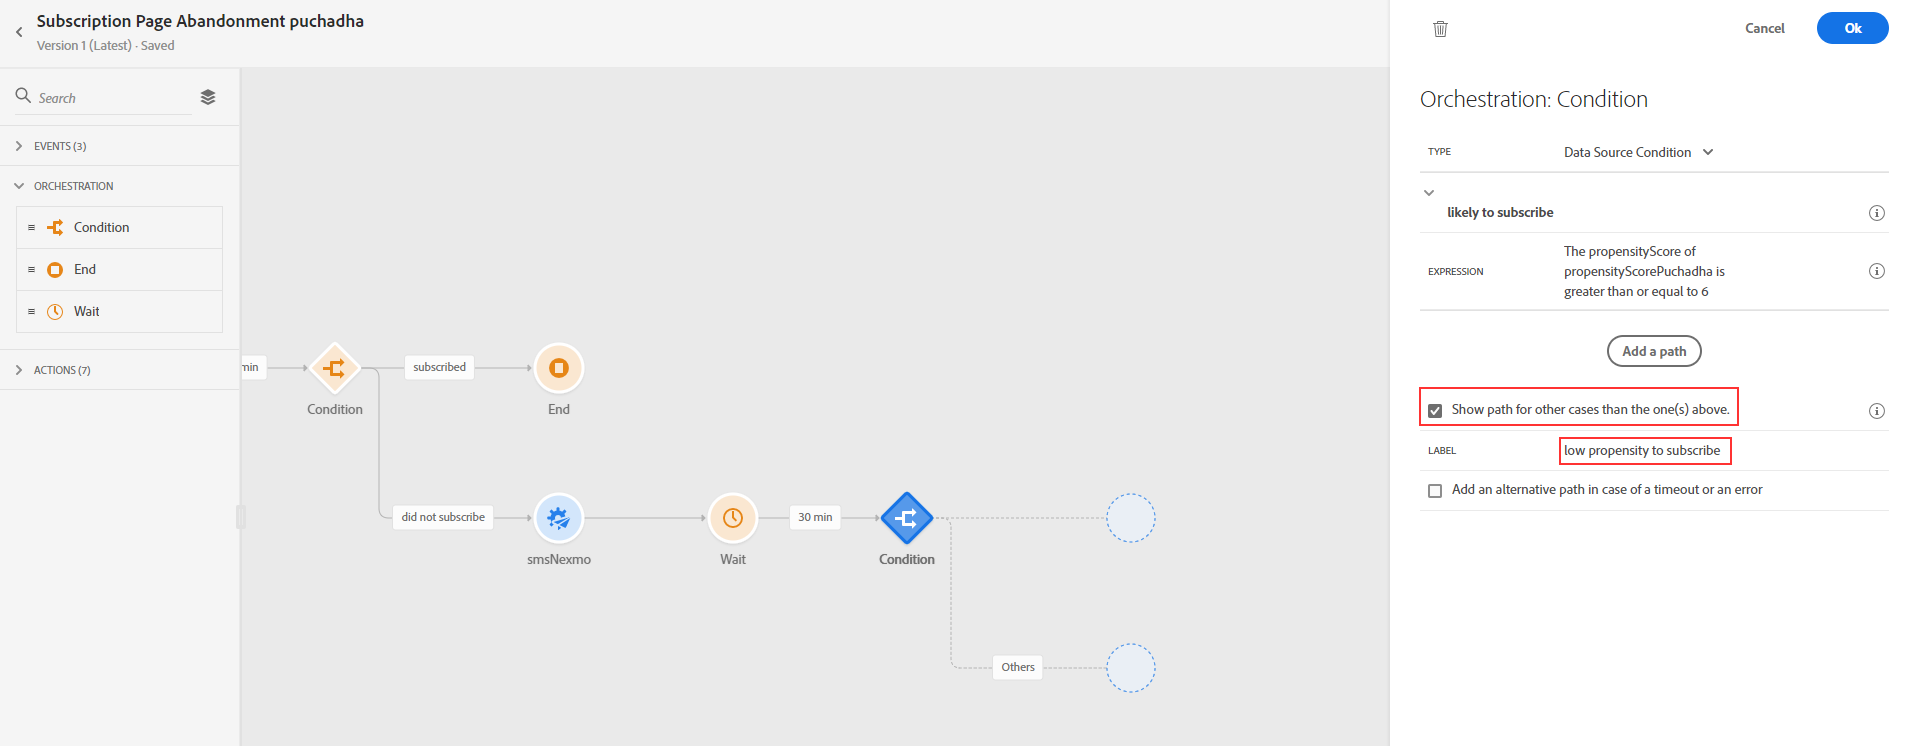 Subscription Page Abandonment puchadha
Version 1 (Latest) · Saved
Search
EVENTS (3)
ORCHESTRATION
Condition
End
Wait
ACTIONS (7)
min
Condition
subscribed
End
did not subscribe
smsNexmo
Wait
30 min
Condition
Others
Cancel
Ok
Orchestration: Condition
TYPE
Data Source Condition
likely to subscribe
EXPRESSION
The propensityScore of
propensityScorePuchadha is
greater than or equal to 6
Add a path
Show path for other cases than the one(s) above.
LABEL
low propensity to subscribe
Add an alternative path in case of a timeout or an error